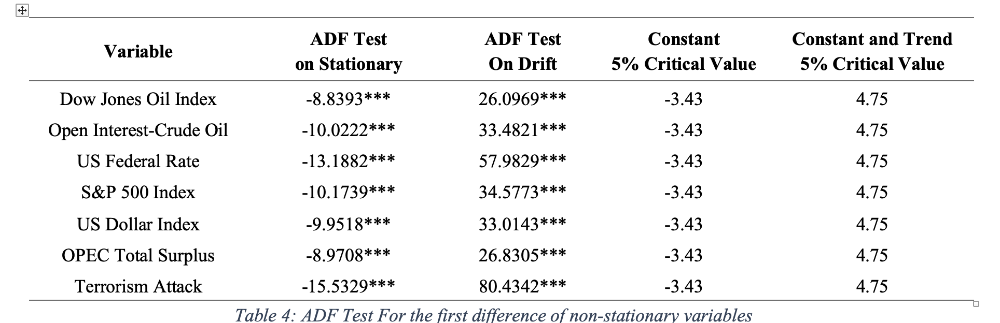 Variable ADF Test on Stationary ADF Test On Drift Constant 5% Critical Value Constant and Trend 5% Critical Value
Dow Jones Oil Index -8.8393*** 26.0969*** -3.43 4.75
Open Interest-Crude Oil -10.0222*** 33.4821*** -3.43 4.75
US Federal Rate -13.1882*** 57.9829*** -3.43 4.75
S&P 500 Index -10.1739*** 34.5773*** -3.43 4.75
US Dollar Index -9.9518*** 33.0143*** -3.43 4.75
OPEC Total Surplus -8.9708*** 26.8305*** -3.43 4.75
Terrorism Attack -15.5329*** 80.4342*** -3.43 4.75
Table 4: ADF Test For the first difference of non-stationary variables